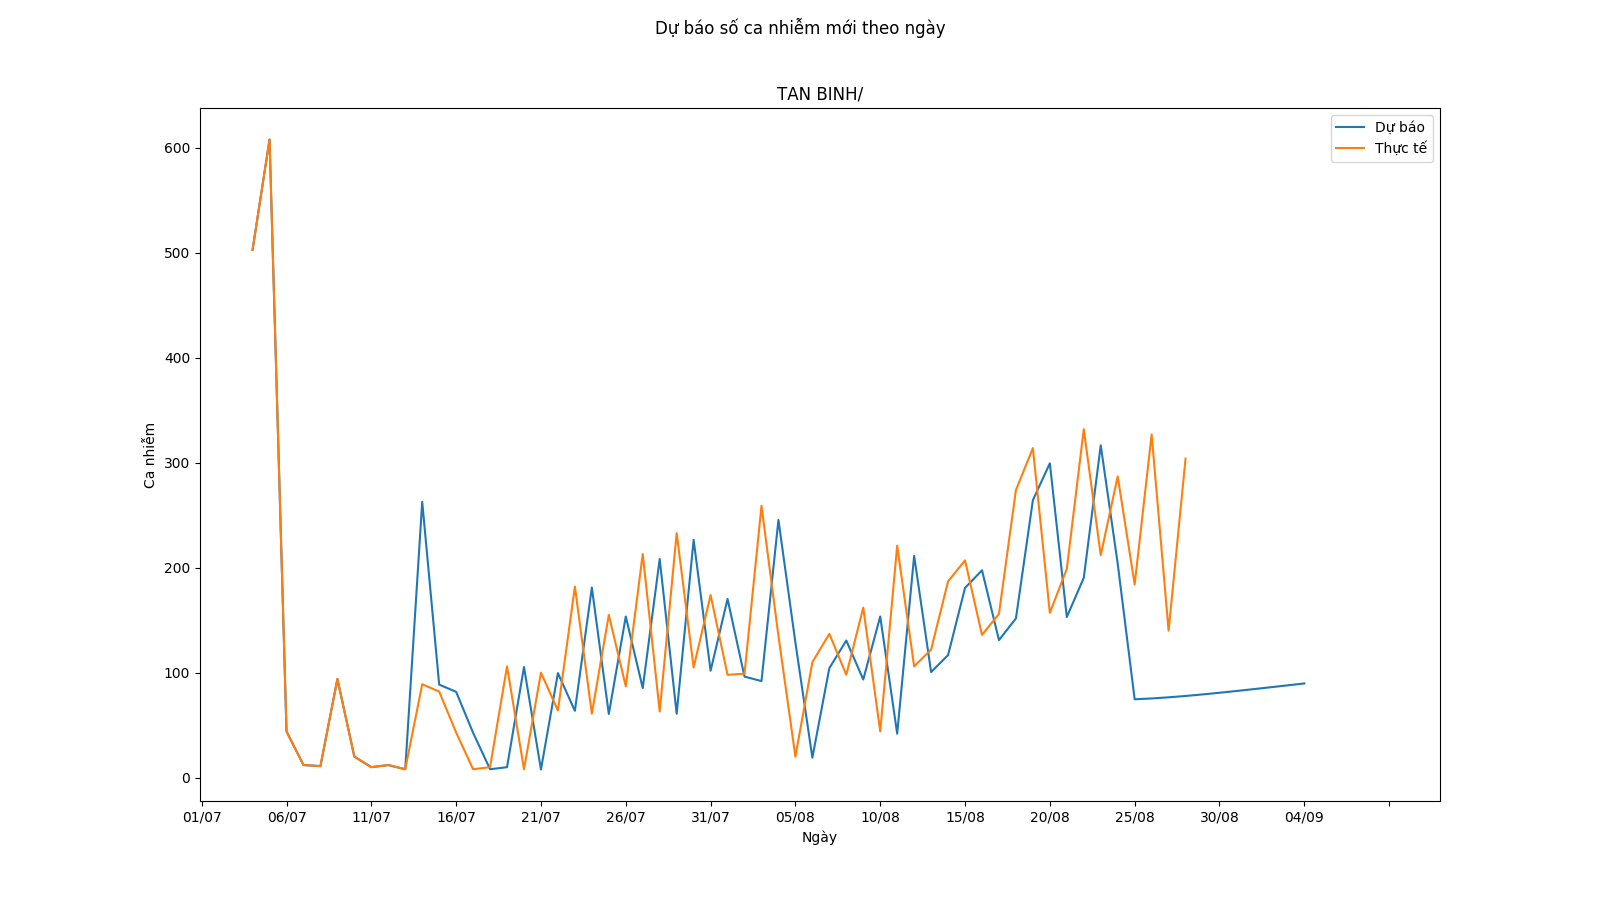 Dự báo số ca nhiễm mới theo ngày
TAN BINH/
Dự báo
Thực tế
Ca nhiễm
600
500
400
300
200
100
0
01/07 06/07 11/07 16/07 21/07 26/07 31/07 05/08 10/08 15/08 20/08 25/08 30/08 04/09
Ngày